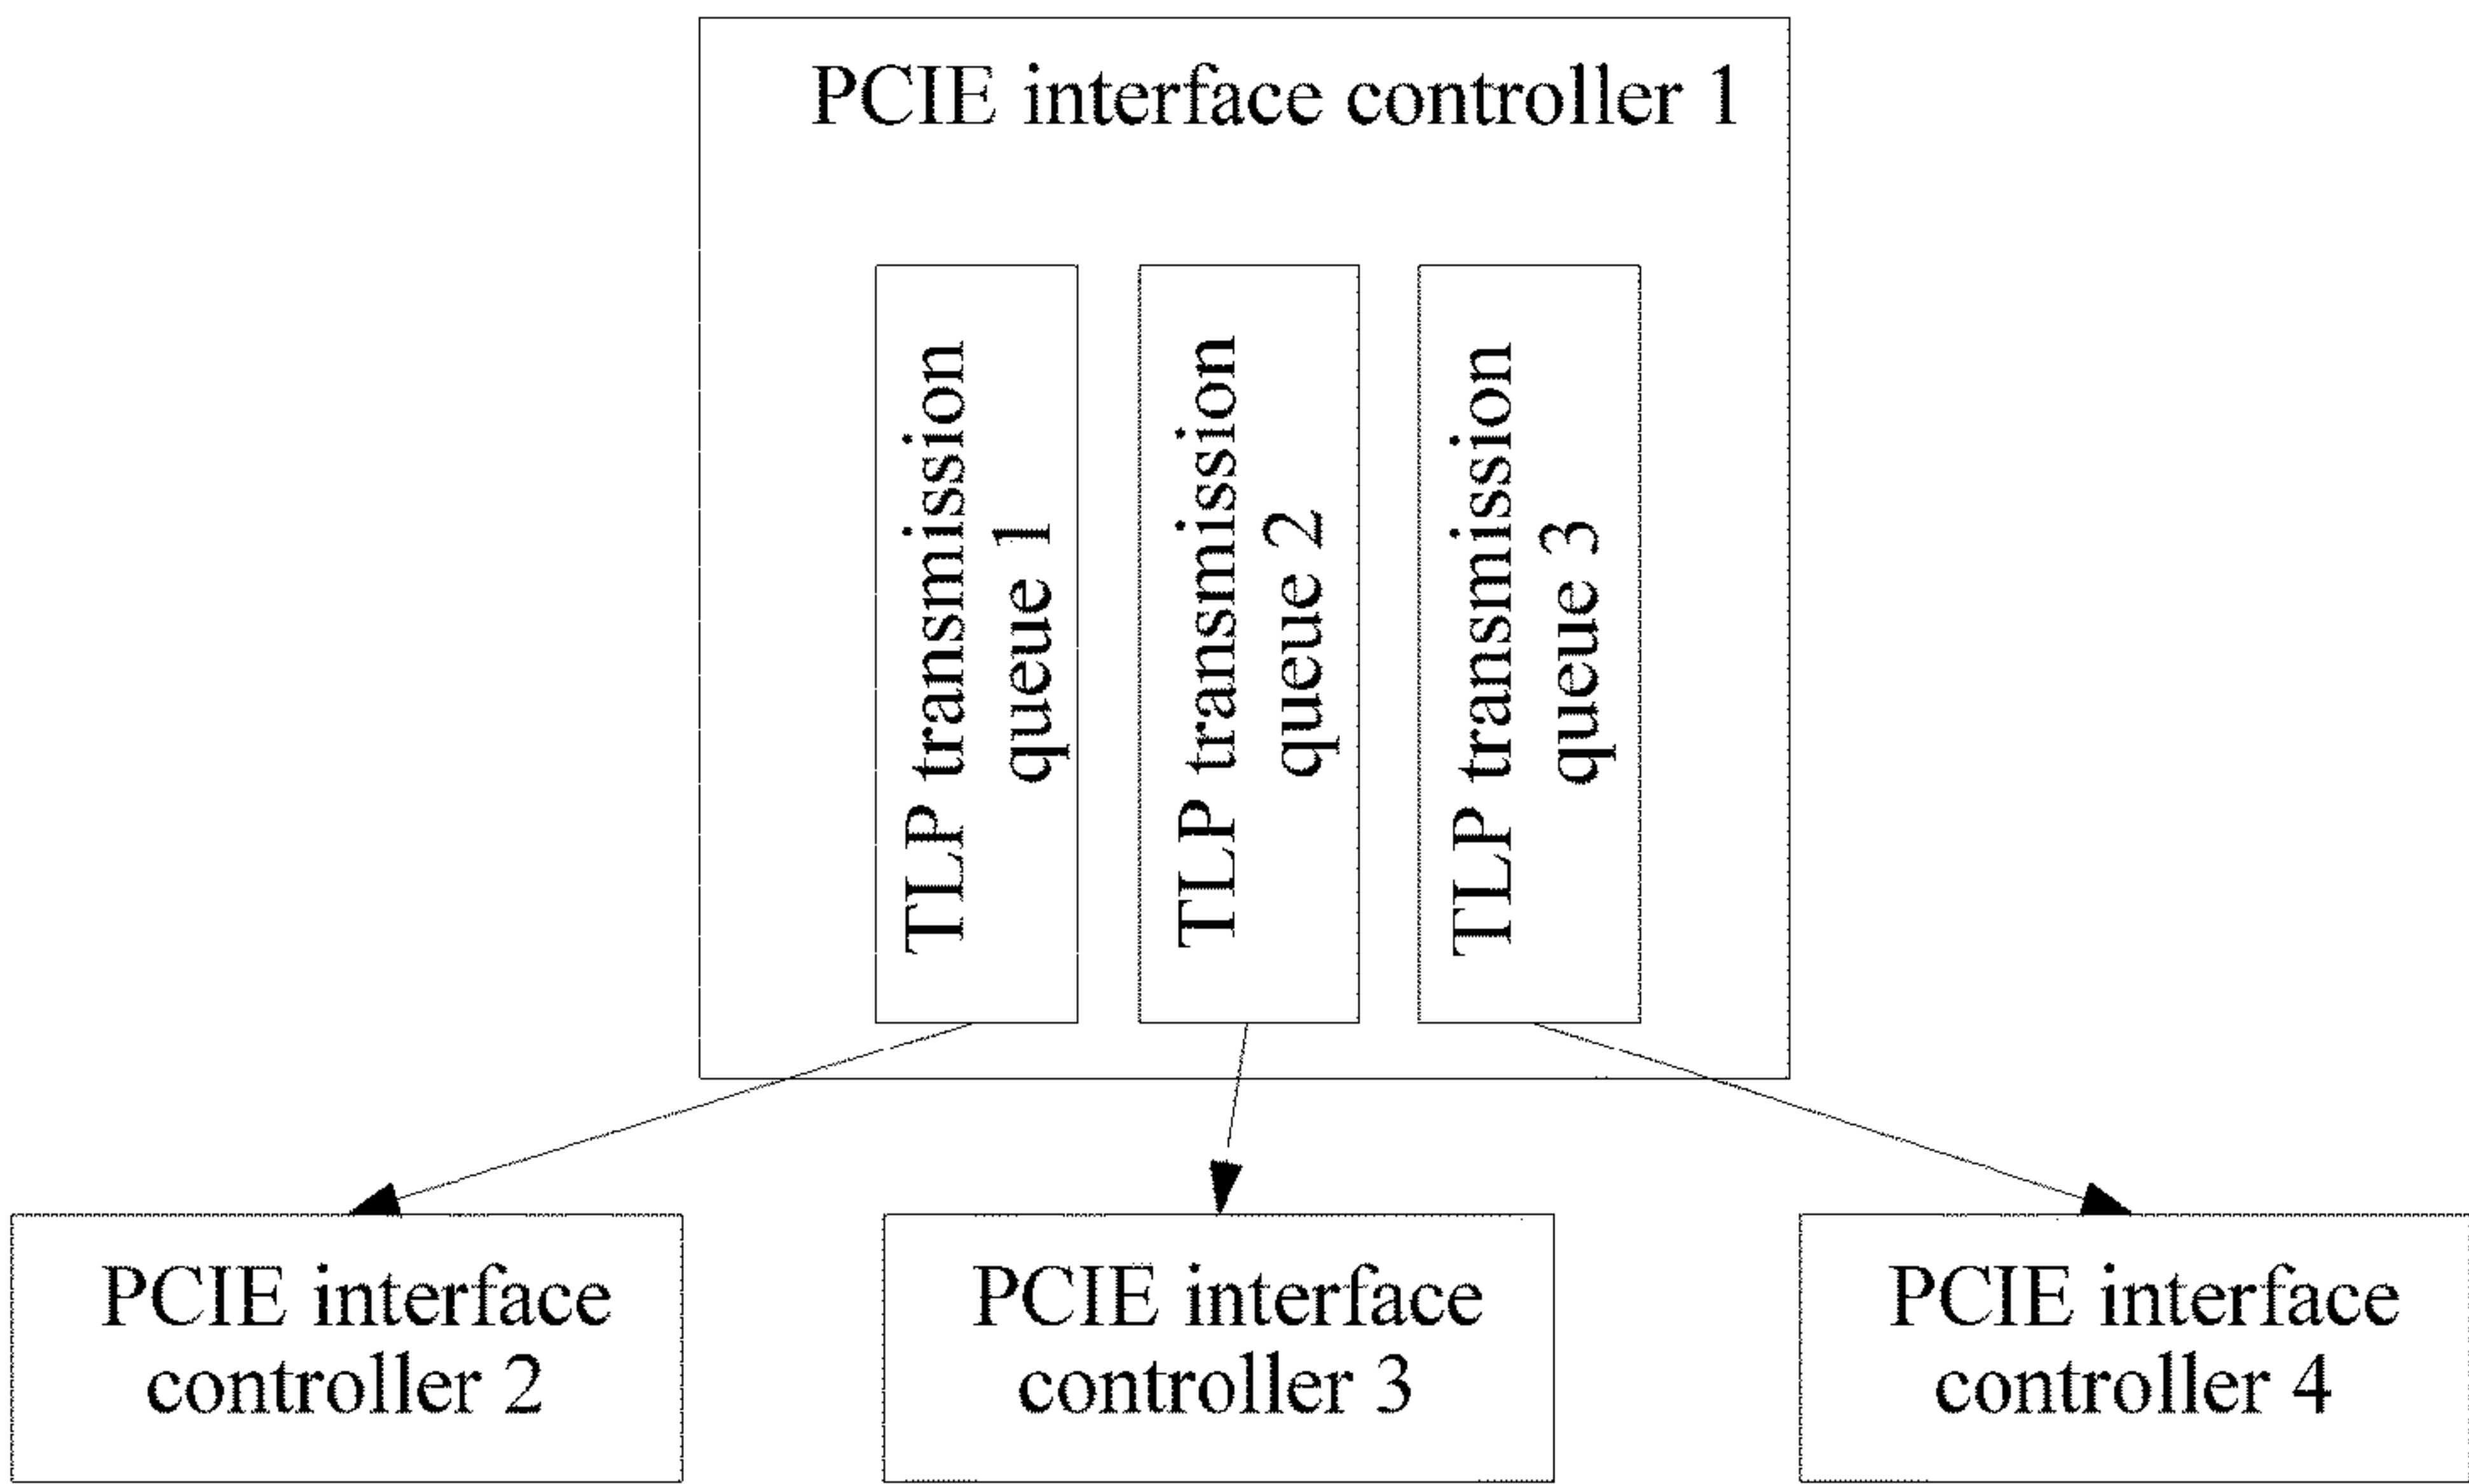 PCIE interface controller 1
TLP transmission
queue 1
TLP transmission
queue 2
TLP transmission
queue 3
PCIE interface
controller 2
PCIE interface
controller 3
PCIE interface
controller 4